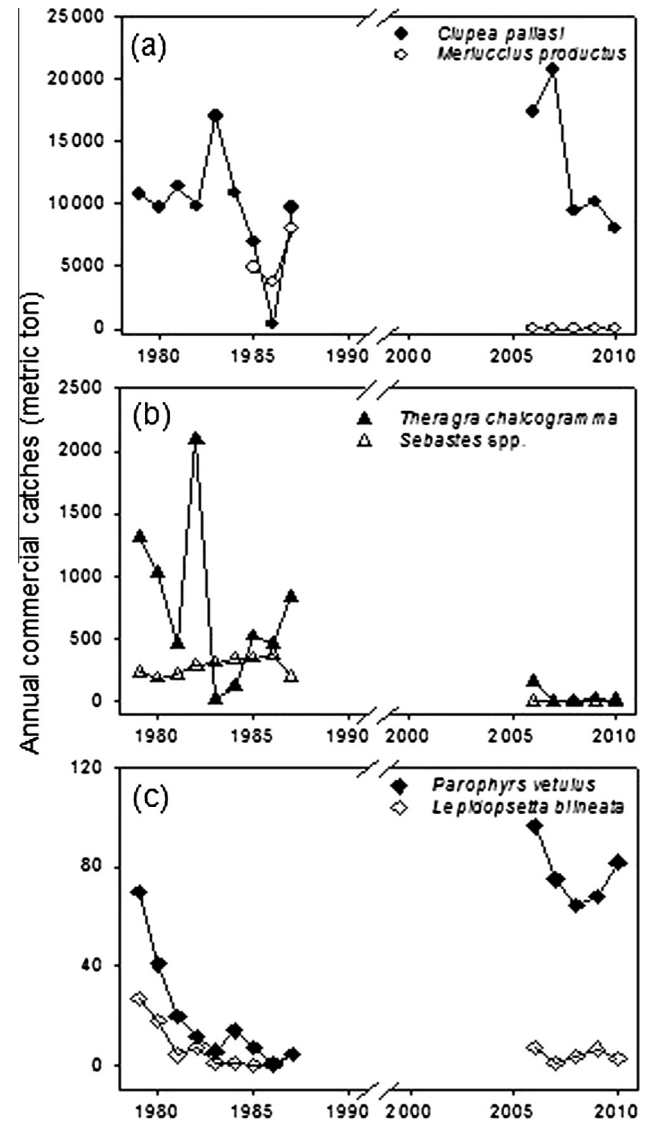 Annual commercial catches (metric ton)
(a)
Clupea pallasi
Merluccius productus
25000
20000
15000
10000
5000
0
1980 1985 1990 2000 2005 2010
(b)
Theragra chalcogramma
Sebastes spp.
2500
2000
1500
1000
500
0
1980 1985 1990 2000 2005 2010
(c)
Parophyrs vetulus
Lepidopsetta bilineata
120
80
40
0
1980 1985 1990 2000 2005 2010